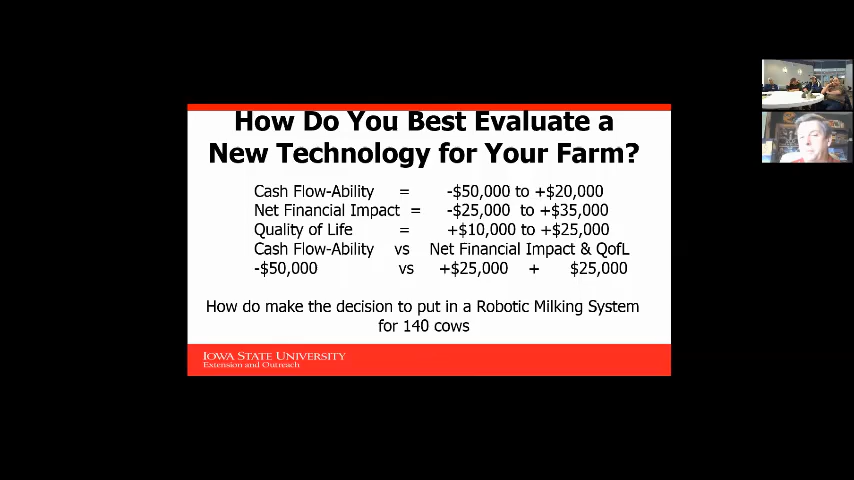 How Do You Best Evaluate a
New Technology for Your Farm?
Cash Flow-Ability = -$50,000 to +$20,000
Net Financial Impact = -$25,000 to +$35,000
Quality of Life = +$10,000 to +$25,000
Cash Flow-Ability vs Net Financial Impact & QofL
-$50,000 vs +$25,000 + $25,000
How do make the decision to put in a Robotic Milking System
for 140 cows
IOWA STATE UNIVERSITY
Extension and Outreach